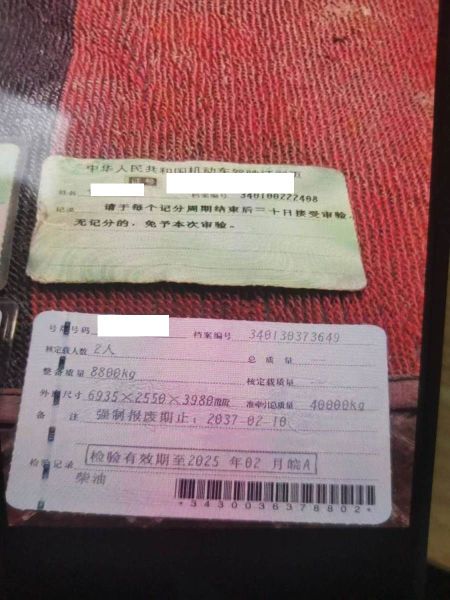 中华人民共和国机动车驾驶证副页
姓名
档案编号 340100222408
记录 请于每个记分周期结束后三十日接受审验。
无记分的，免予本次审验。
号牌号码 档案编号 340130373649
核定载人数 2人 总质量
整备质量 8800kg 核定载质量
外廓尺寸 6935×2550×3980mm 准牵引总质量 40000kg
备注 强制报废期止：2037-02-10
检验记录 检验有效期至2025年02月皖A
柴油
*3430036378802*